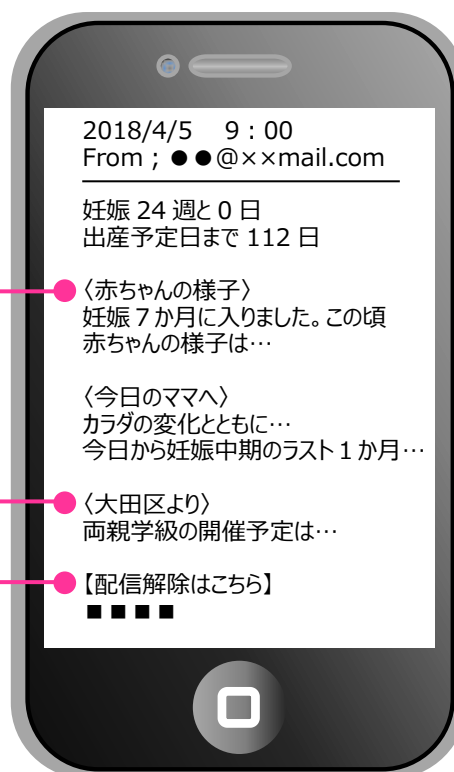 2018/4/5　9：00
From；●●@××mail.com
妊娠 24 週と 0 日
出産予定日まで 112 日
〈赤ちゃんの様子〉
妊娠 7 か月に入りました。この頃
赤ちゃんの様子は…
〈今日のママへ〉
カラダの変化とともに…
今日から妊娠中期のラスト 1 か月…
〈大田区より〉
両親学級の開催予定は…
【配信解除はこちら】
■■■■